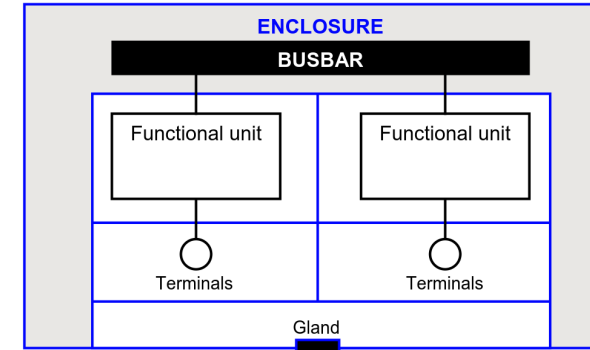 ENCLOSURE
BUSBAR
Functional unit
Functional unit
Terminals
Terminals
Gland